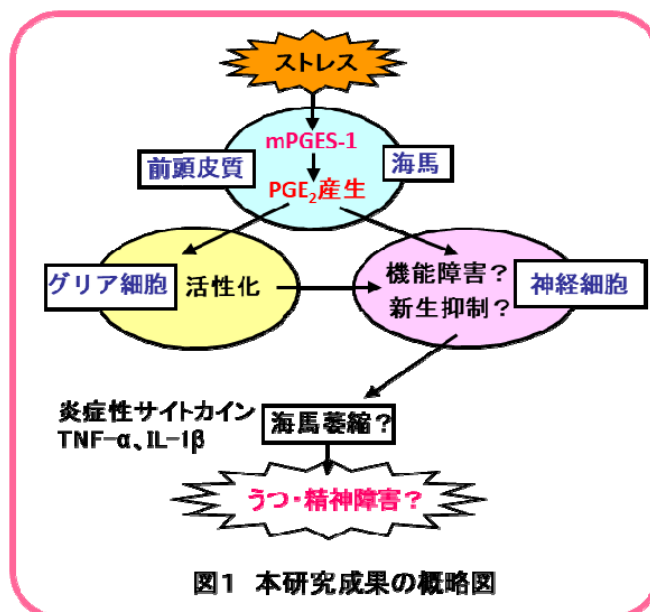 ストレス
mPGES-1
前頭皮質
海馬
PGE₂産生
グリア細胞
活性化
機能障害?
新生抑制?
神経細胞
炎症性サイトカイン
TNF-α、IL-1β
海馬萎縮?
うつ・精神障害?
図1 本研究成果の概略図